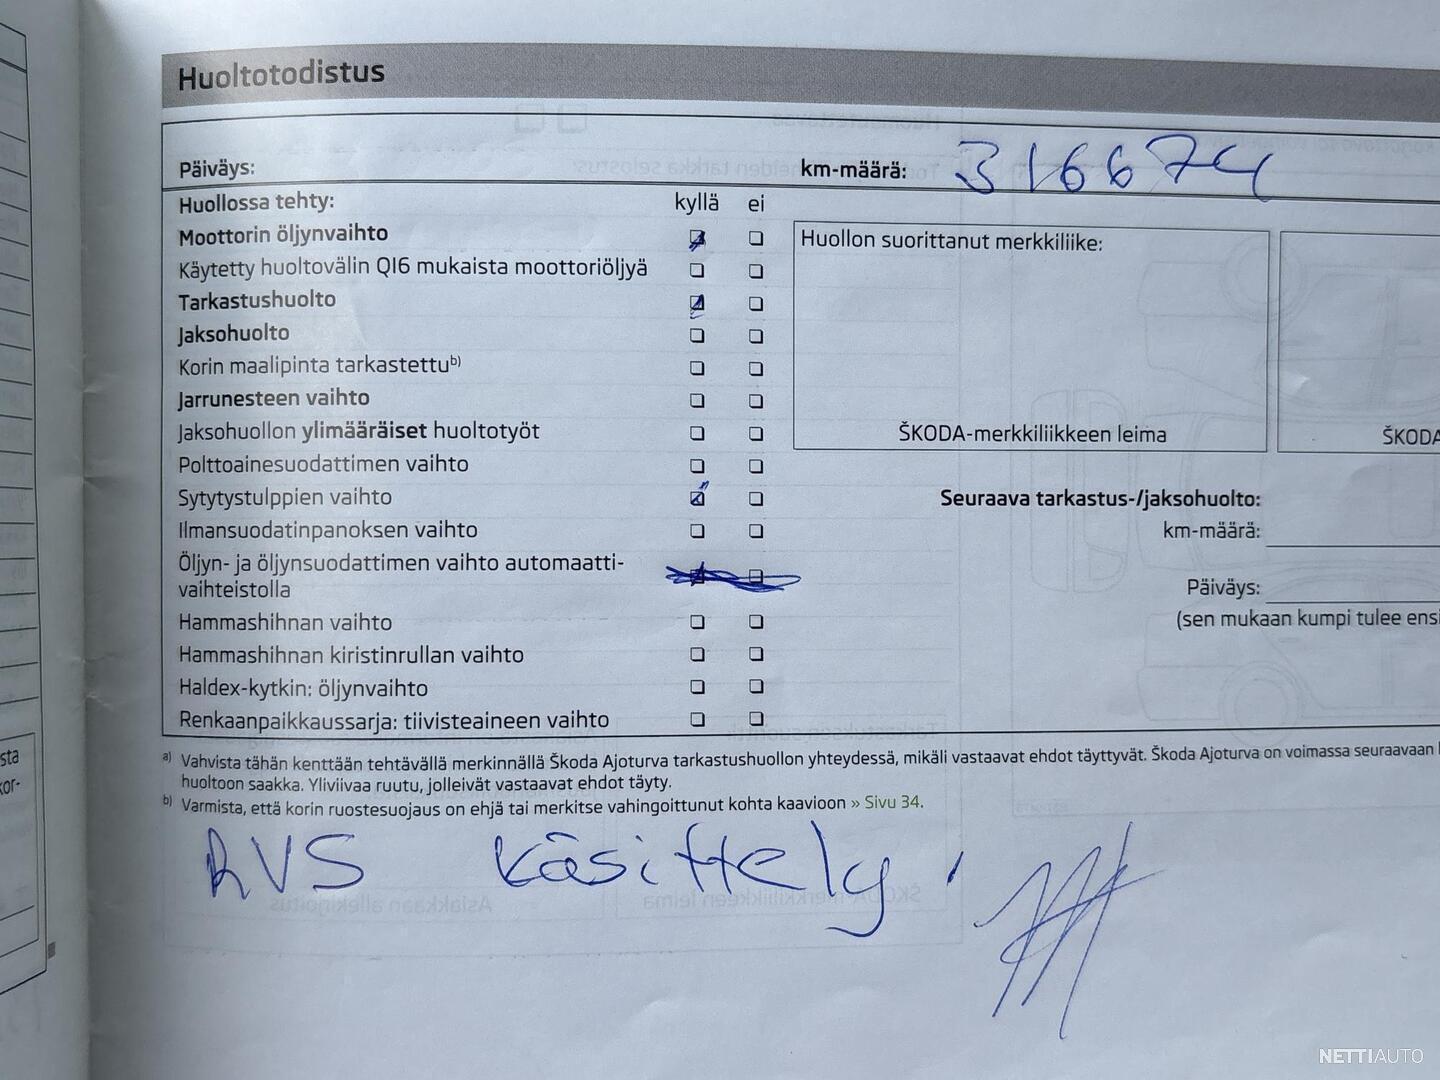 Huoltotodistus
Päiväys:
km-määrä: 316674
Huollossa tehty: kyllä ei
Moottorin öljynvaihto
Käytetty huoltovälin QI6 mukaista moottoriöljyä
Tarkastushuolto
Jaksohuolto
Korin maalipinta tarkastettu b)
Jarrunesteen vaihto
Jaksohuollon ylimääräiset huoltotyöt
Polttoainesuodattimen vaihto
Sytytystulppien vaihto
Ilmansuodatinpanoksen vaihto
Öljyn- ja öljynsuodattimen vaihto automaatti-
vaihteistolla
Hammashihnan vaihto
Hammashihnan kiristinrullan vaihto
Haldex-kytkin: öljynvaihto
Renkaanpaikkaussarja: tiivisteaineen vaihto
Huollon suorittanut merkkiliike:
ŠKODA-merkkiliikkeen leima
ŠKODA
Seuraava tarkastus-/jaksohuolto:
km-määrä:
Päiväys:
(sen mukaan kumpi tulee ensi
a) Vahvista tähän kenttään tehtävällä merkinnällä Škoda Ajoturva tarkastushuollon yhteydessä, mikäli vastaavat ehdot täyttyvät. Škoda Ajoturva on voimassa seuraavaan
huoltoon saakka. Yliviivaa ruutu, jolleivät vastaavat ehdot täyty.
b) Varmista, että korin ruostesuojaus on ehjä tai merkitse vahingoittunut kohta kaavioon » Sivu 34.
RVS käsittely
sta
kor-
NETTIAUTO